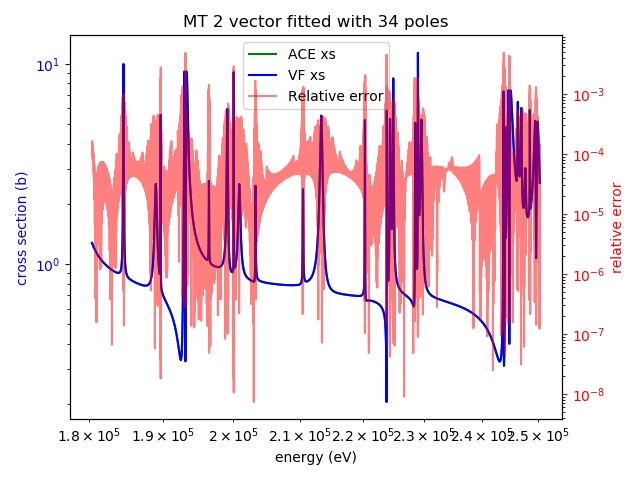 MT 2 vector fitted with 34 poles
ACE xs
VF xs
Relative error
10¹
10⁰
cross section (b)
10⁻³
10⁻⁴
10⁻⁵
10⁻⁶
10⁻⁷
10⁻⁸
relative error
1.8 × 10⁵ 1.9 × 10⁵ 2 × 10⁵ 2.1 × 10⁵ 2.2 × 10⁵ 2.3 × 10⁵ 2.4 × 10⁵ 2.5 × 10⁵
energy (eV)